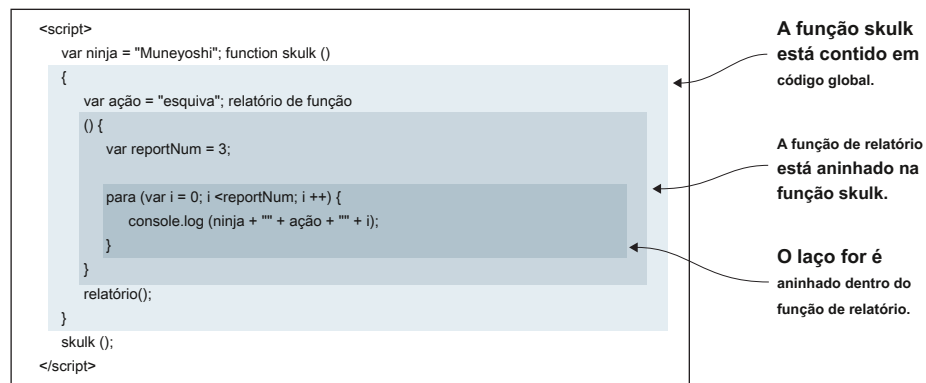 <script>
var ninja = "Muneyoshi"; function skulk ()
{
var ação = "esquiva"; relatório de função
() {
var reportNum = 3;
para (var i = 0; i <reportNum; i ++) {
console.log (ninja + "" + ação + "" + i);
}
}
relatório();
}
skulk ();
</script>
A função skulk
está contido em
código global.
A função de relatório
está aninhado na
função skulk.
O laço for é
aninhado dentro do
função de relatório.